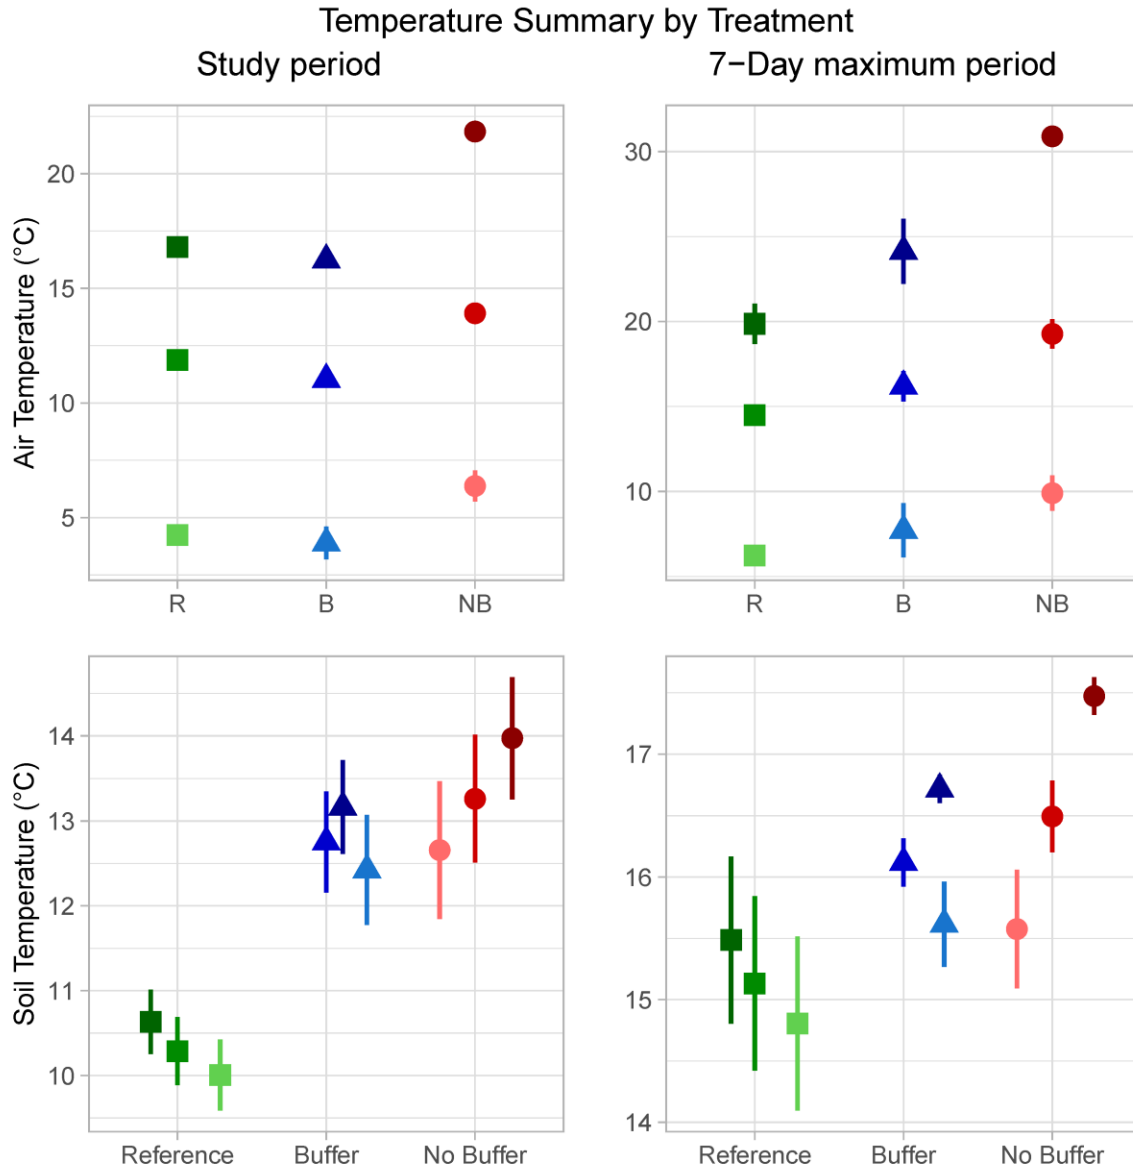 Temperature Summary by Treatment
Study period
7−Day maximum period
Air Temperature (°C)
20
15
10
5
R B NB
30
20
10
R B NB
Soil Temperature (°C)
14
13
12
11
10
Reference Buffer No Buffer
17
16
15
14
Reference Buffer No Buffer